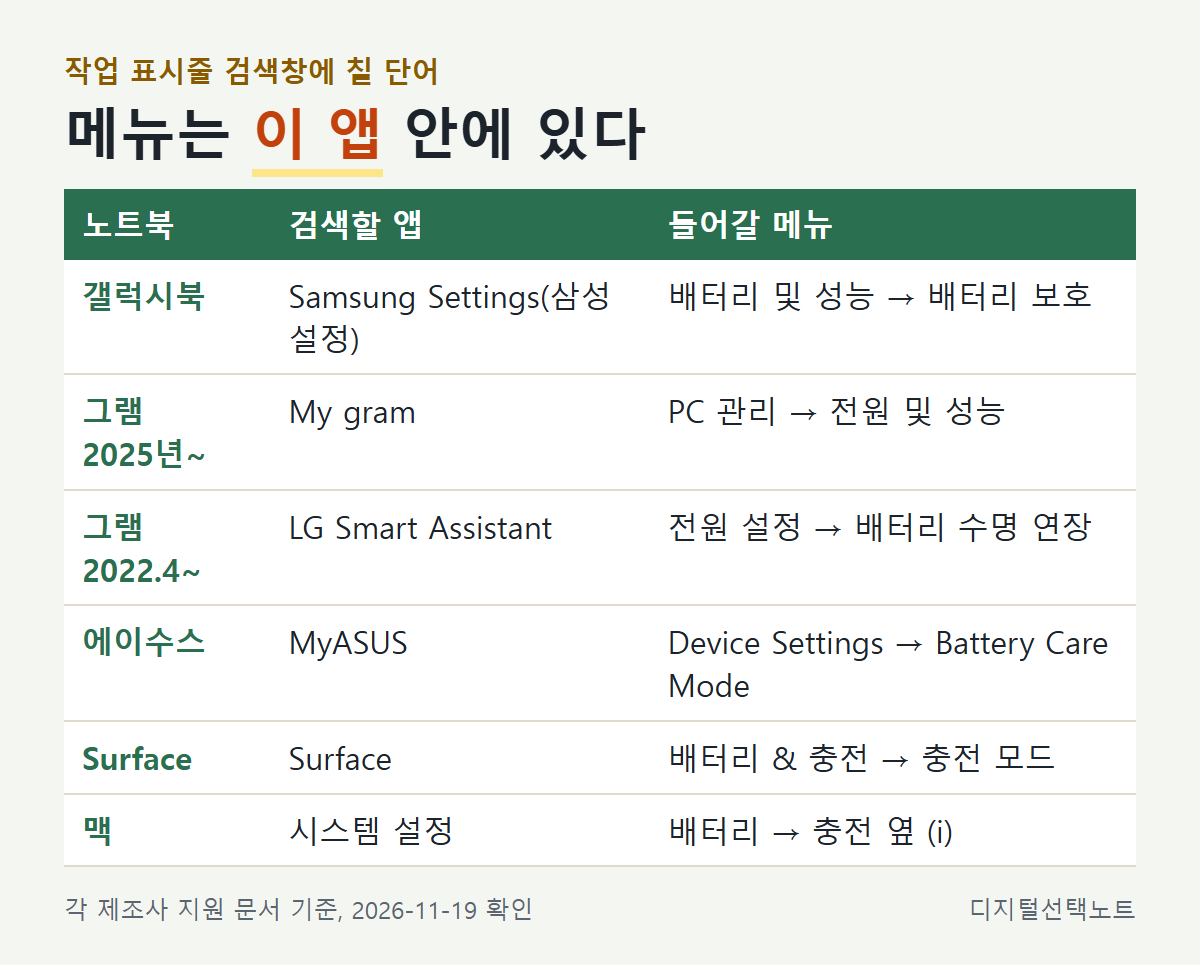 작업 표시줄 검색창에 칠 단어
메뉴는 이 앱 안에 있다
노트북 검색할 앱 들어갈 메뉴
갤럭시북 Samsung Settings(삼성 배터리 및 성능 → 배터리 보호
설정)
그램 My gram PC 관리 → 전원 및 성능
2025년~
그램 LG Smart Assistant 전원 설정 → 배터리 수명 연장
2022.4~
에이수스 MyASUS Device Settings → Battery Care
Mode
Surface Surface 배터리 & 충전 → 충전 모드
맥 시스템 설정 배터리 → 충전 옆 (i)
각 제조사 지원 문서 기준, 2026-11-19 확인 디지털선택노트